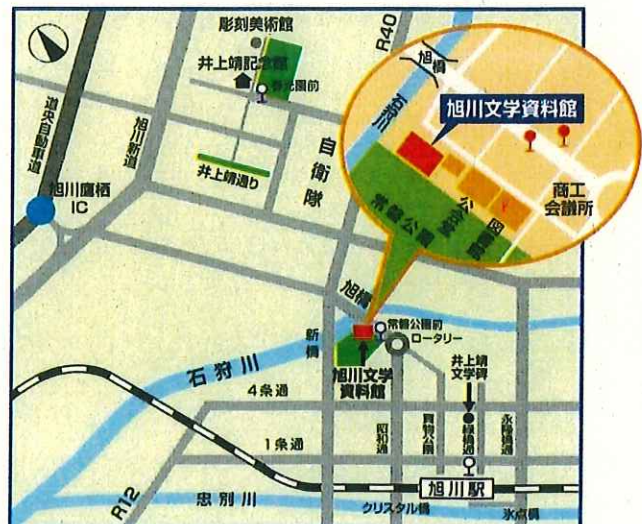 彫刻美術館
井上靖記念館
春光園前
R40
道央自動車道
旭川新道
井上靖通り
自衛隊
旭川鷹栖
IC
旭橋
石狩川
旭川文学資料館
常磐公園
公会堂
図書館
商工
会議所
旭橋
新橋
常磐公園前
ロータリー
旭川文学
資料館
石狩川
井上靖
文学碑
4条通
1条通
昭和通
買物公園
緑橋通
永隆橋通
旭川駅
R12
忠別川
クリスタル橋
氷点橋